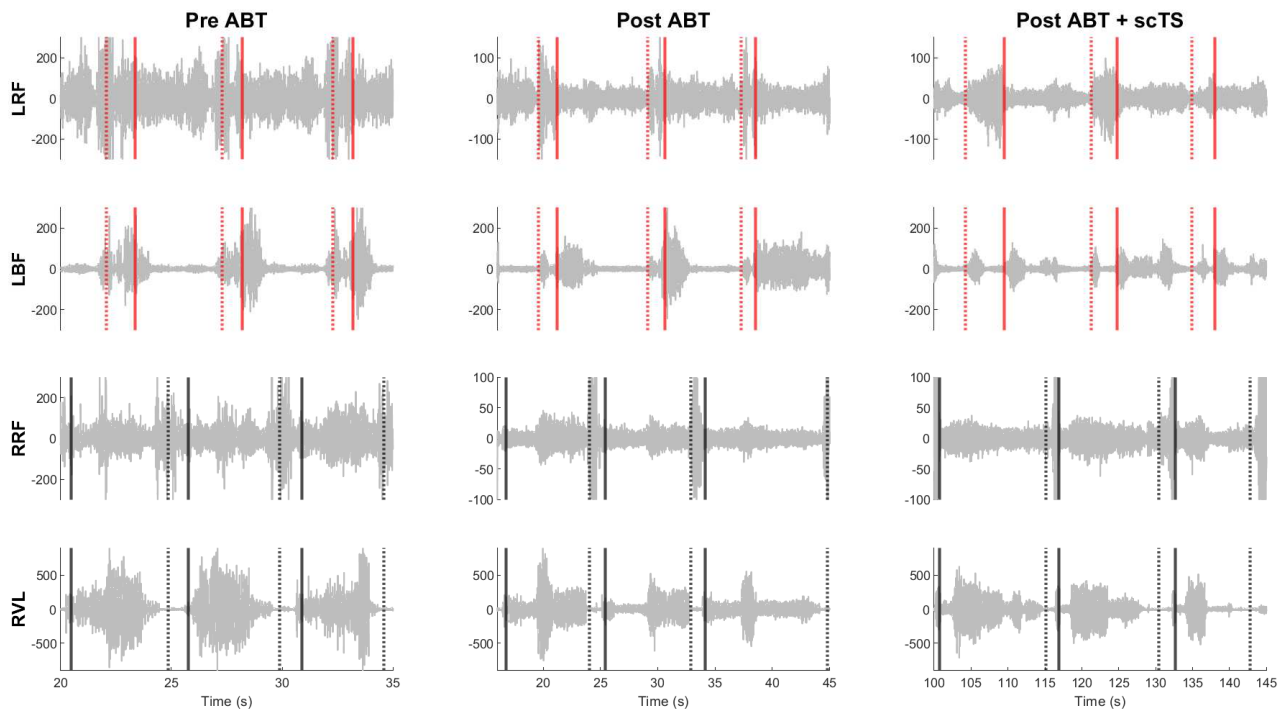 Pre ABT Post ABT Post ABT + scTS
LRF 200 0 -200 100 0 -100 100 0 -100
LBF 200 0 -200 200 0 -200 200 0 -200
RRF 200 0 -200 100 50 0 -50 -100 100 50 0 -50 -100
RVL 500 0 -500 500 0 -500 500 0 -500
20 25 30 35 20 25 30 35 40 45 100 105 110 115 120 125 130 135 140 145
Time (s) Time (s) Time (s)